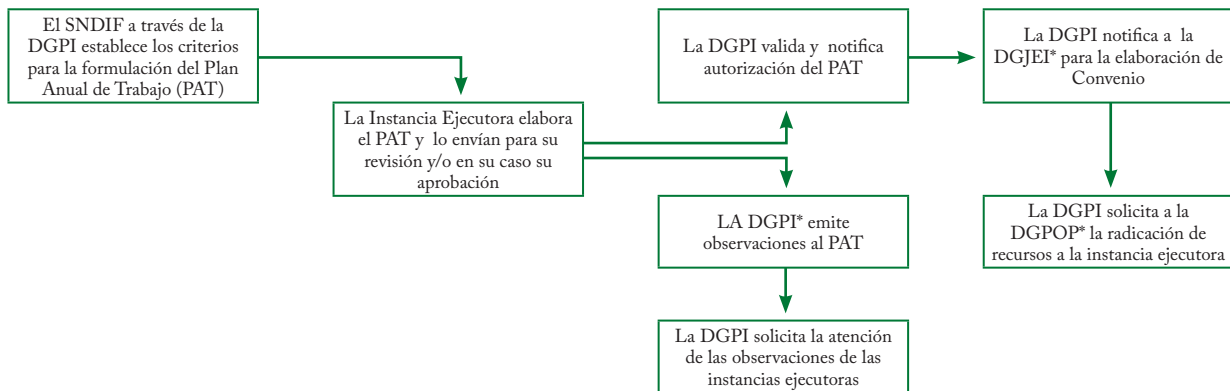 El SNDIF a través de la
DGPI establece los criterios
para la formulación del Plan
Anual de Trabajo (PAT)
La Instancia Ejecutora elabora
el PAT y lo envían para su
revisión y/o en su caso su
aprobación
La DGPI valida y notifica
autorización del PAT
La DGPI notifica a la
DGJEI* para la elaboración de
Convenio
LA DGPI* emite
observaciones al PAT
La DGPI solicita a la
DGPOP* la radicación de
recursos a la instancia ejecutora
La DGPI solicita la atención
de las observaciones de las
instancias ejecutoras